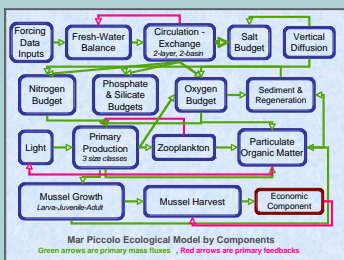 Forcing
Data
Inputs
Fresh-Water
Balance
Circulation -
Exchange
2-layer, 2-basin
Salt
Budget
Vertical
Diffusion
Nitrogen
Budget
Phosphate
& Silicate
Budgets
Oxygen
Budget
Sediment &
Regeneration
Light
Primary
Production
3 size classes
Zooplankton
Particulate
Organic Matter
Mussel Growth
Larva-Juvenile-Adult
Mussel Harvest
Economic
Component
Mar Piccolo Ecological Model by Components
Green arrows are primary mass fluxes , Red arrows are primary feedbacks